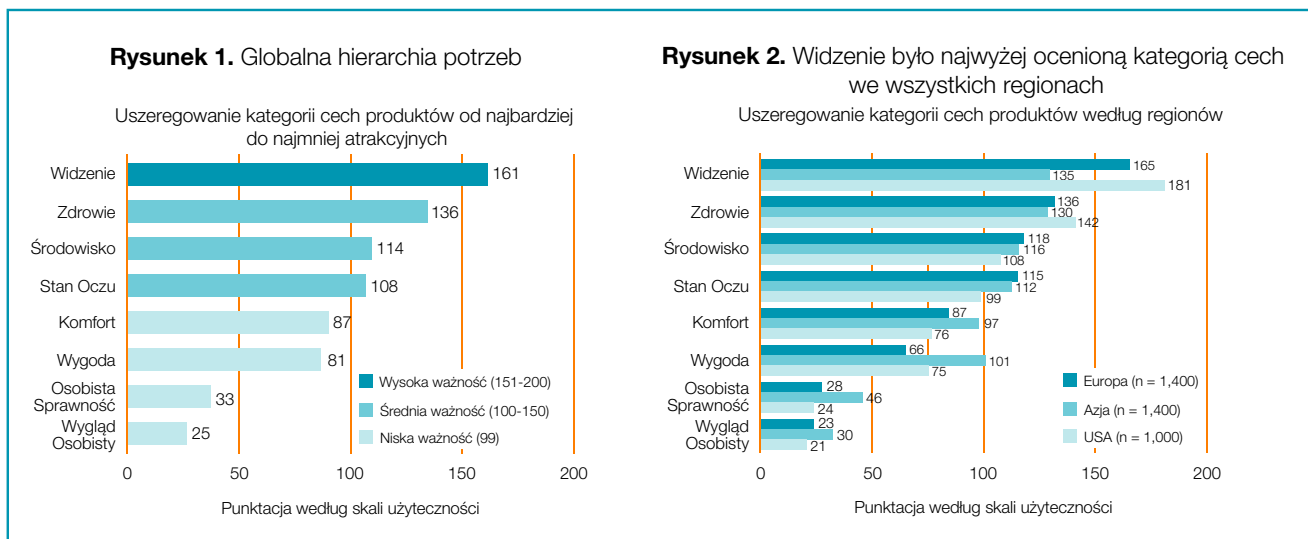 Rysunek 1. Globalna hierarchia potrzeb
Uszeregowanie kategorii cech produktów od najbardziej
do najmniej atrakcyjnych
0
50
100
150
200
Widzenie
161
Zdrowie
136
Środowisko
114
Stan Oczu
108
Komfort
87
Wygoda
81
Osobista
Sprawność
33
Wygląd
Osobisty
25
Wysoka ważność (151-200)
Średnia ważność (100-150)
Niska ważność (99)
Punktacja według skali użyteczności
Rysunek 2. Widzenie było najwyżej ocenioną kategorią cech
we wszystkich regionach
Uszeregowanie kategorii cech produktów według regionów
Widzenie
165
135
181
Zdrowie
136
130
142
Środowisko
118
116
108
Stan Oczu
115
112
99
Komfort
87
97
76
Wygoda
66
101
75
Osobista
Sprawność
28
46
24
Wygląd
Osobisty
23
30
21
Europa (n = 1,400)
Azja (n = 1,400)
USA (n = 1,000)
0
50
100
150
200
Punktacja według skali użyteczności